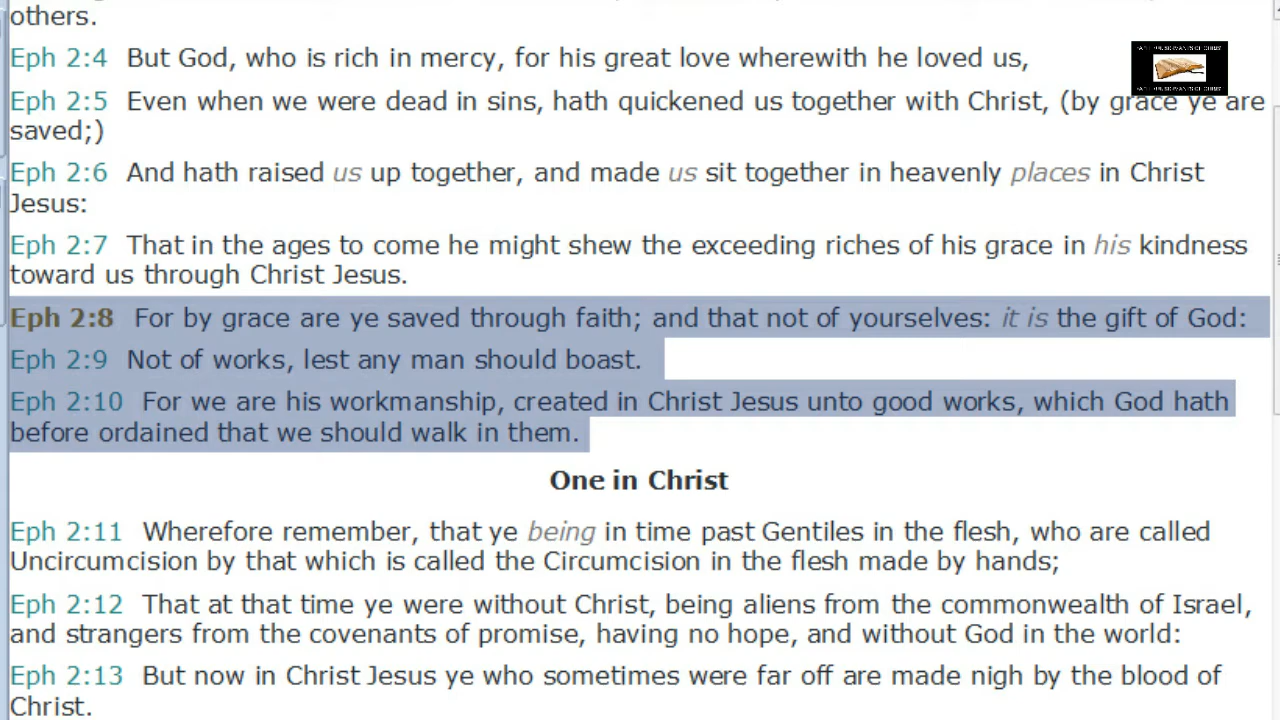 others.
Eph 2:4 But God, who is rich in mercy, for his great love wherewith he loved us,
Eph 2:5 Even when we were dead in sins, hath quickened us together with Christ, (by grace ye are
saved;)
Eph 2:6 And hath raised us up together, and made us sit together in heavenly places in Christ
Jesus:
Eph 2:7 That in the ages to come he might shew the exceeding riches of his grace in his kindness
toward us through Christ Jesus.
Eph 2:8 For by grace are ye saved through faith; and that not of yourselves: it is the gift of God:
Eph 2:9 Not of works, lest any man should boast.
Eph 2:10 For we are his workmanship, created in Christ Jesus unto good works, which God hath
before ordained that we should walk in them.
One in Christ
Eph 2:11 Wherefore remember, that ye being in time past Gentiles in the flesh, who are called
Uncircumcision by that which is called the Circumcision in the flesh made by hands;
Eph 2:12 That at that time ye were without Christ, being aliens from the commonwealth of Israel,
and strangers from the covenants of promise, having no hope, and without God in the world:
Eph 2:13 But now in Christ Jesus ye who sometimes were far off are made nigh by the blood of
Christ.